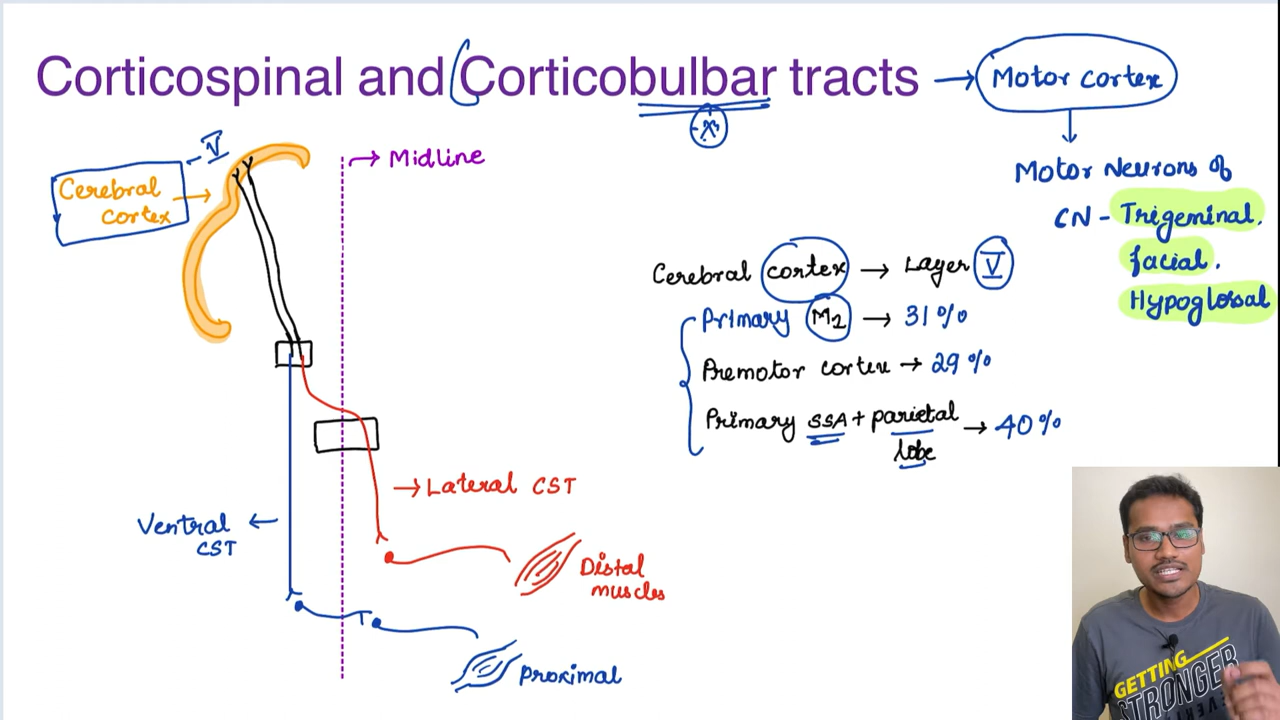 Corticospinal and Corticobulbar tracts → Motor cortex
-x-
Motor Neurons of
CN - Trigeminal,
facial,
Hypoglossal
V
→ Midline
Cerebral
cortex →
Cerebral cortex → Layer V
Primary M2 → 31%
Premotor cortex → 29%
Primary SSA + parietal
lobe → 40%
→ Lateral CST
Ventral ←
CST
Distal
muscles
Proximal
GETTING
STRONGER